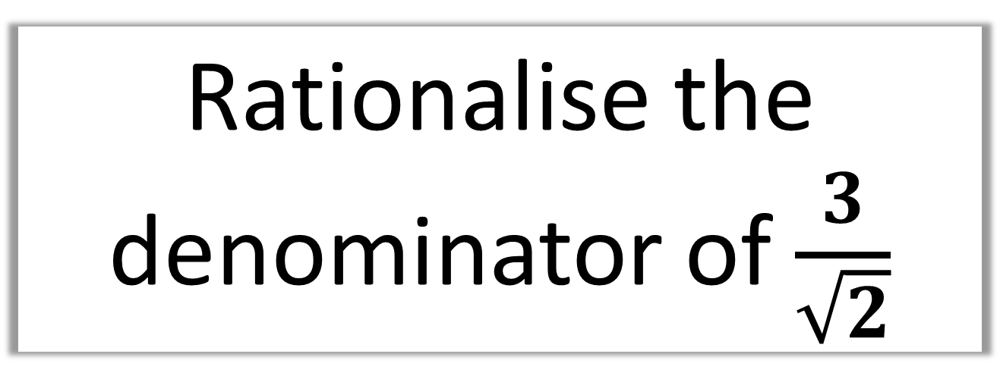 Rationalise the
denominator of 3/√2